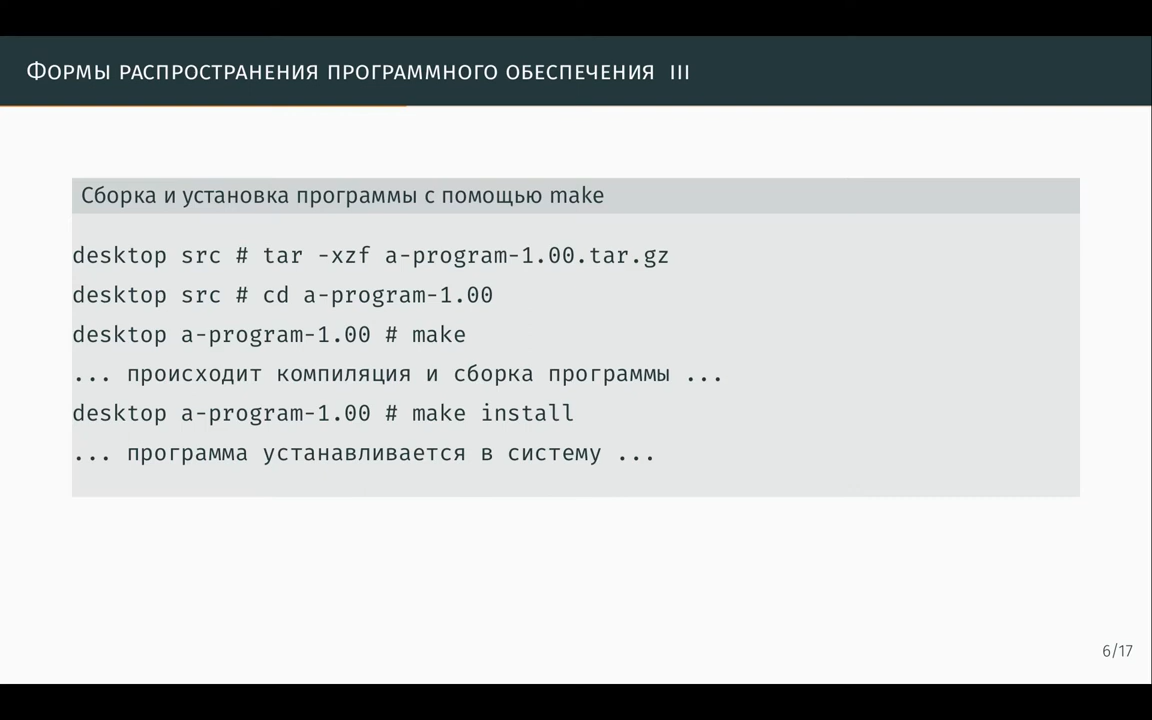 Формы распространения программного обеспечения III
Сборка и установка программы с помощью make
desktop src # tar -xzf a-program-1.00.tar.gz
desktop src # cd a-program-1.00
desktop a-program-1.00 # make
... происходит компиляция и сборка программы ...
desktop a-program-1.00 # make install
... программа устанавливается в систему ...
6/17